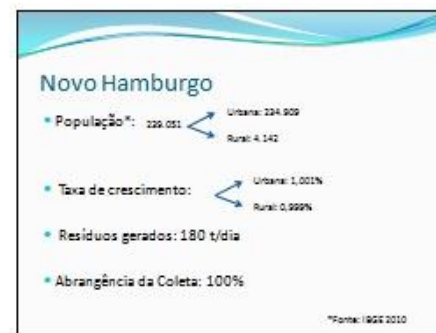 Novo Hamburgo
• População*: 239.051
Urbana: 234.909
Rural: 4.142
• Taxa de crescimento:
Urbana: 1,001%
Rural: 0,999%
• Resíduos gerados: 180 t/dia
• Abrangência da Coleta: 100%
*Fonte: IBGE 2010